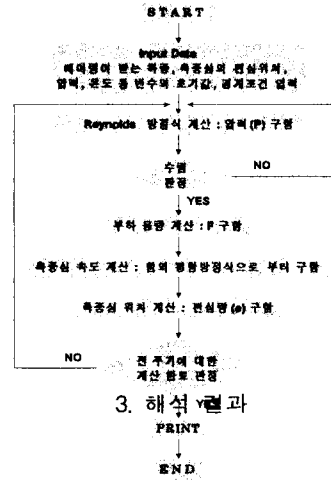 START
Input Data
베어링이 받는 하중, 축중심의 편심위치,
압력, 온도 등 변수의 초기값, 경계조건 입력
Reynolds 방정식 계산 : 압력 (P) 구함
수렴
판정
NO
YES
부하 용량 계산 : F 구함
축중심 속도 계산 : 힘의 평형방정식으로 부터 구함
축중심 위치 계산 : 편심량 (e) 구함
NO
전 주기에 대한
계산 완료 판정
3. 해석 결과
PRINT
END